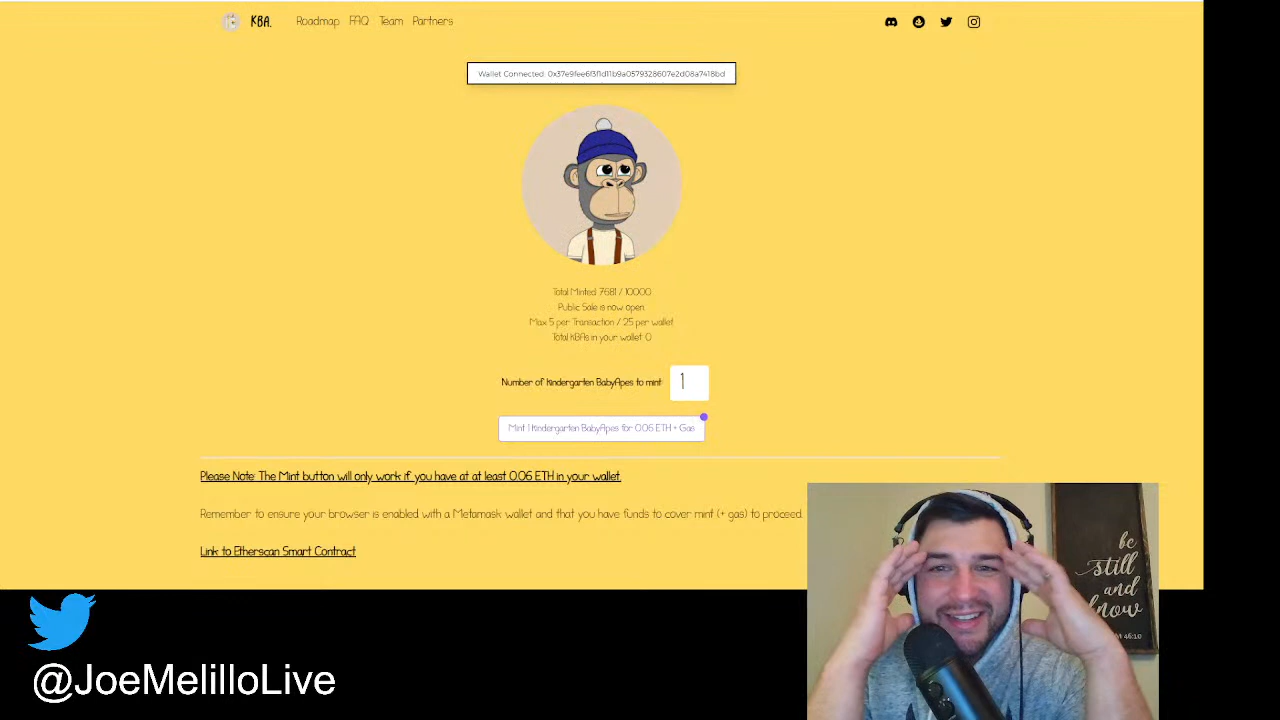 KBA.
Roadmap FAQ Team Partners
Wallet Connected: 0x37e9fee6f3f1d11b9a0579328607e2d08a7418bd
Total Minted: 7681 / 10000
Public Sale is now open.
Max 5 per Transaction / 25 per wallet
Total KBAs in your wallet: 0
Number of Kindergarten BabyApes to mint: 1
Mint 1 Kindergarten BabyApes for 0.06 ETH + Gas
Please Note: The Mint button will only work if you have at at least 0.06 ETH in your wallet.
Remember to ensure your browser is enabled with a Metamask wallet and that you have funds to cover mint (+ gas) to proceed.
Link to Etherscan Smart Contract
be
still
and
know
46:10
@JoeMelilloLive